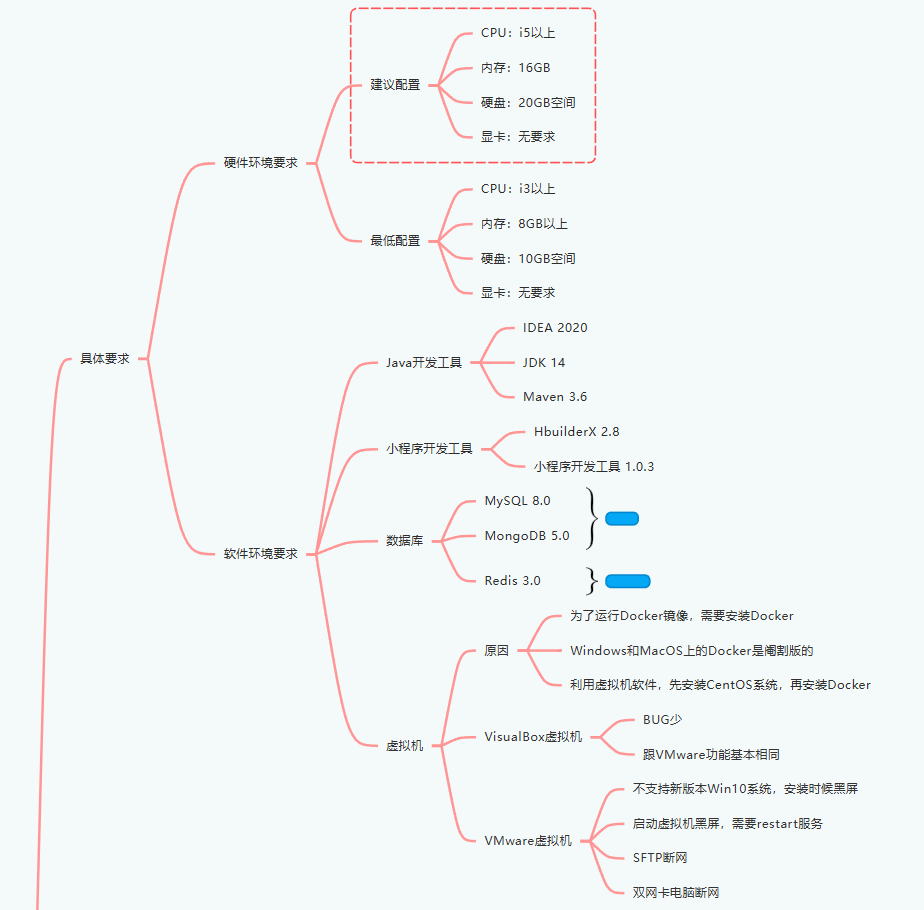 具体要求
硬件环境要求
建议配置
CPU：i5以上
内存：16GB
硬盘：20GB空间
显卡：无要求
最低配置
CPU：i3以上
内存：8GB以上
硬盘：10GB空间
显卡：无要求
软件环境要求
Java开发工具
IDEA 2020
JDK 14
Maven 3.6
小程序开发工具
HbuilderX 2.8
小程序开发工具 1.0.3
数据库
MySQL 8.0
MongoDB 5.0
Redis 3.0
虚拟机
原因
为了运行Docker镜像，需要安装Docker
Windows和MacOS上的Docker是阉割版的
利用虚拟机软件，先安装CentOS系统，再安装Docker
VisualBox虚拟机
BUG少
跟VMware功能基本相同
VMware虚拟机
不支持新版本Win10系统，安装时候黑屏
启动虚拟机黑屏，需要restart服务
SFTP断网
双网卡电脑断网